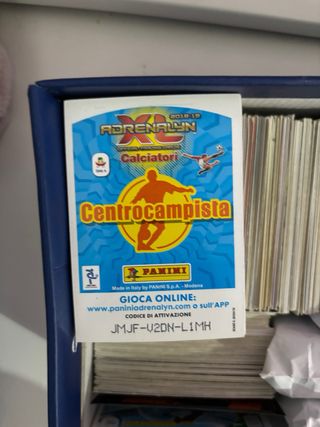 2018-19
ADRENALYN
XL
Calciatori
Centrocampista
PANINI
Made in Italy by PANINI S.p.A. - Modena
GIOCA ONLINE:
www.paniniadrenalyn.com o sull'APP
CODICE DI ATTIVAZIONE
JMJF-V2DN-L1MH